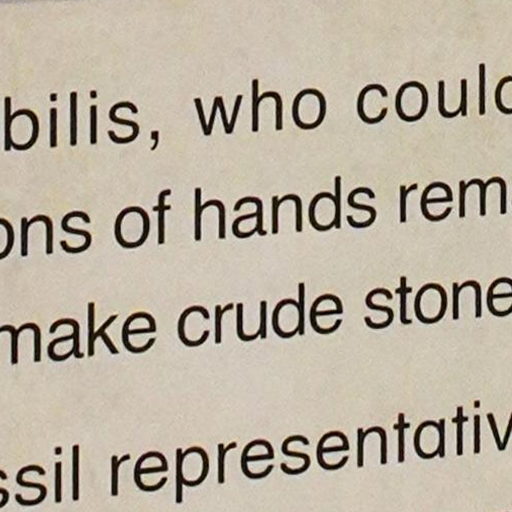 bilis, who could
ons of hands rem
make crude stone
ssil representativ